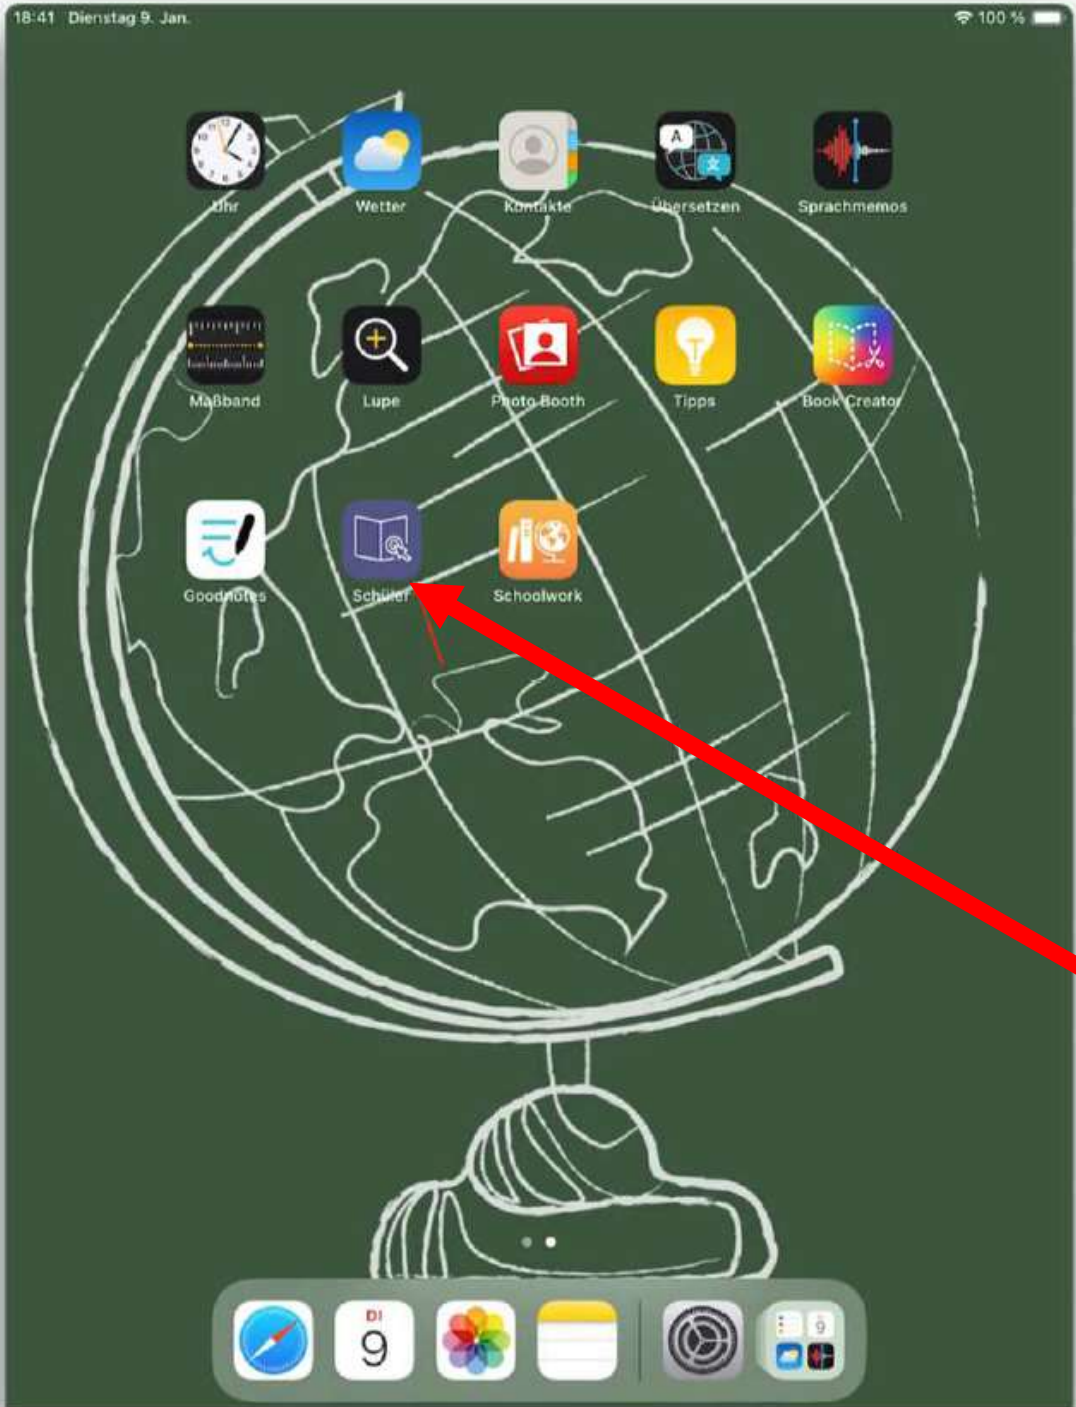 18:41 Dienstag 9. Jan. 100 %
Uhr Wetter Kontakte Übersetzen Sprachmemos
Maßband Lupe Photo Booth Tipps Book Creator
Goodnotes Schüler Schoolwork
DI
9
9